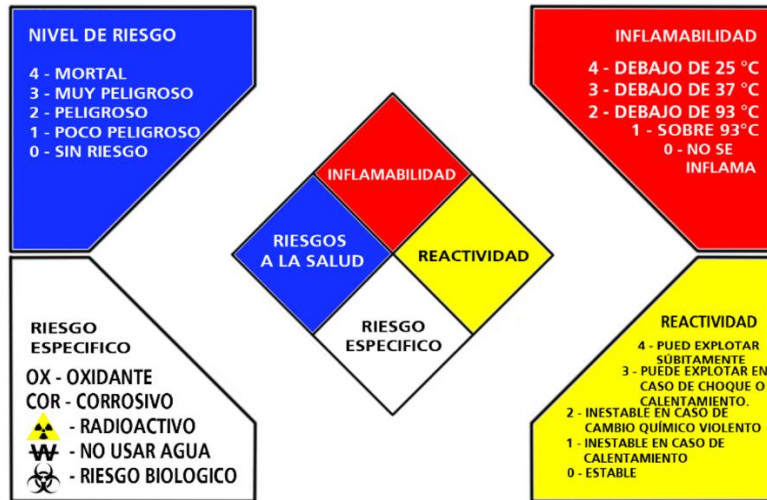 NIVEL DE RIESGO
4 - MORTAL
3 - MUY PELIGROSO
2 - PELIGROSO
1 - POCO PELIGROSO
0 - SIN RIESGO
INFLAMABILIDAD
4 - DEBAJO DE 25 °C
3 - DEBAJO DE 37 °C
2 - DEBAJO DE 93 °C
1 - SOBRE 93°C
0 - NO SE
INFLAMA
INFLAMABILIDAD
RIESGOS
A LA SALUD
REACTIVIDAD
RIESGO
ESPECIFICO
RIESGO
ESPECIFICO
OX - OXIDANTE
COR - CORROSIVO
- RADIOACTIVO
W - NO USAR AGUA
- RIESGO BIOLOGICO
REACTIVIDAD
4 - PUED EXPLOTAR
SÚBITAMENTE
3 - PUEDE EXPLOTAR EN
CASO DE CHOQUE O
CALENTAMIENTO.
2 - INESTABLE EN CASO DE
CAMBIO QUÍMICO VIOLENTO
1 - INESTABLE EN CASO DE
CALENTAMIENTO
0 - ESTABLE